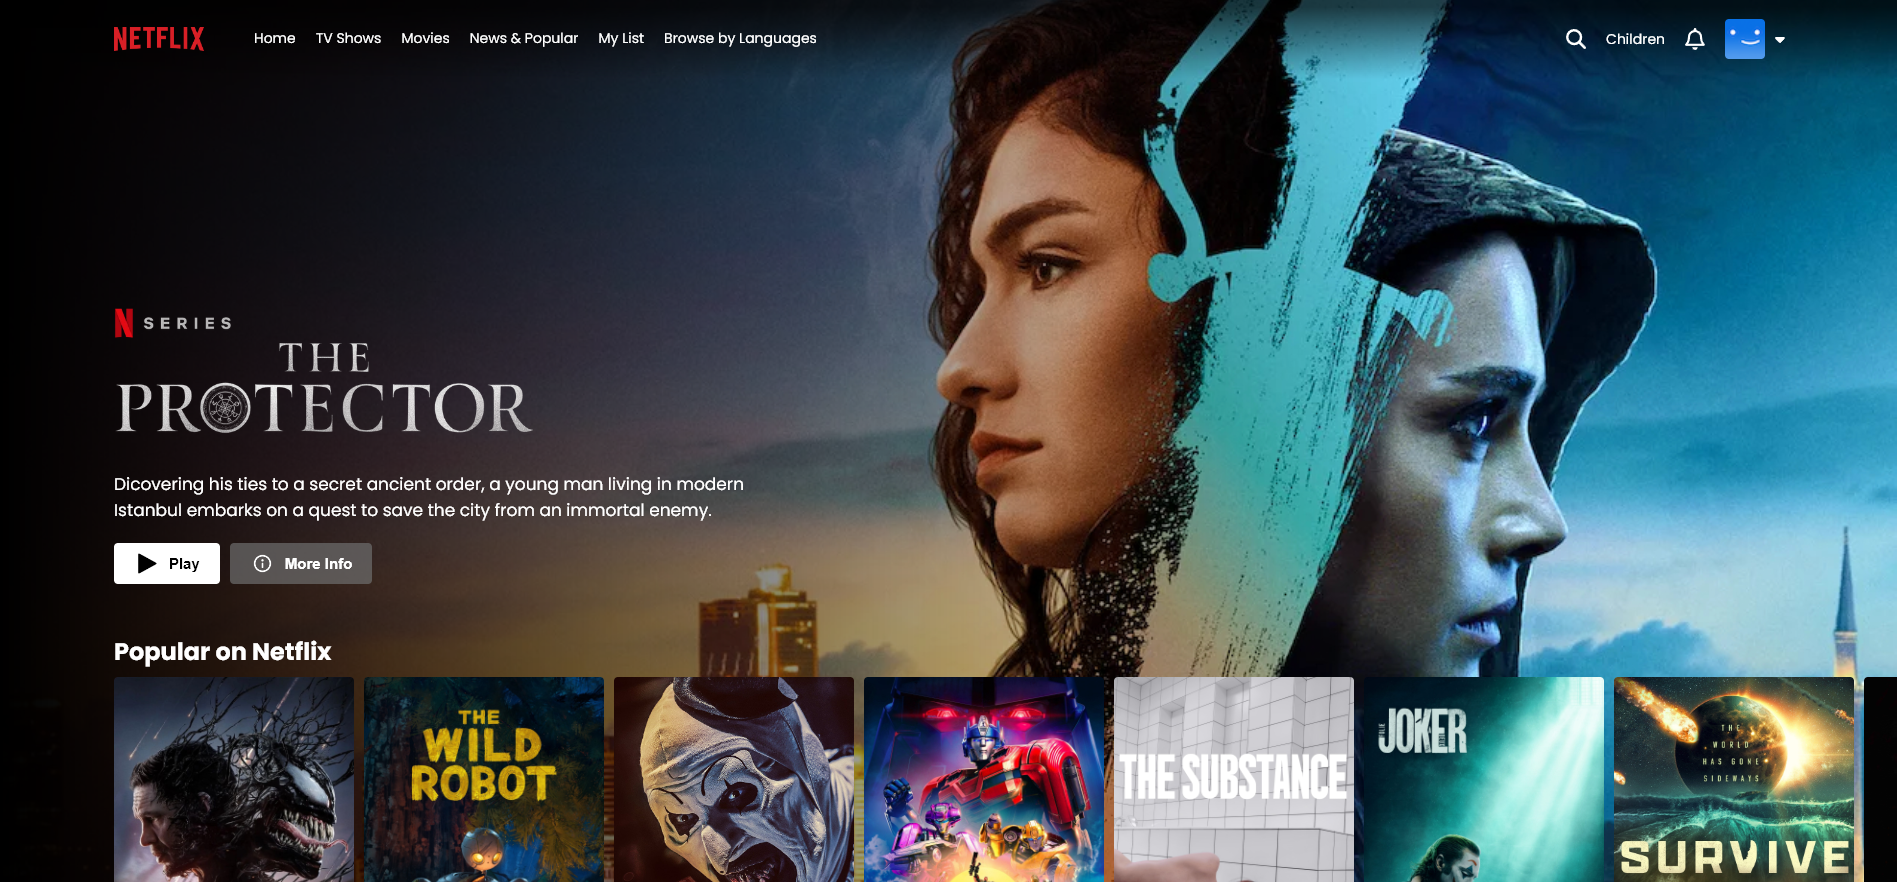 NETFLIX Home TV Shows Movies News & Popular My List Browse by Languages Children
N SERIES
THE
PROTECTOR
Dicovering his ties to a secret ancient order, a young man living in modern
Istanbul embarks on a quest to save the city from an immortal enemy.
Play More Info
Popular on Netflix
THE
WILD
ROBOT
THE SUBSTANCE
JOKER
THE
WORLD
HAS GONE
SIDEWAYS
SURVIVE